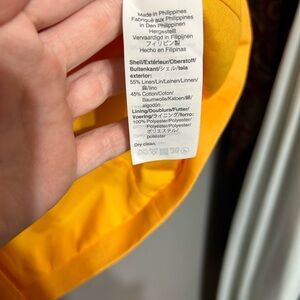 Made in Philippines
Fabriqué aux Philippines
In Den Philippinen
Hergestellt
Vervaardigd in Filipijnen
フィリピン製
Hecho en Filipinas
Shell/Extérieur/Oberstoff/
Buitenkant/シェル/tela
exterior:
55% Linen/Lin/Leinen/Linnen/
麻/lino
45% Cotton/Coton/
Baumwolle/Katoen/綿/
algodón
Lining/Doublure/Futter/
Voering/ライニング/forro:
100% Polyester/Polyester/
Polyester/Polyester/
ポリエステル/
poliéster
Dry clean